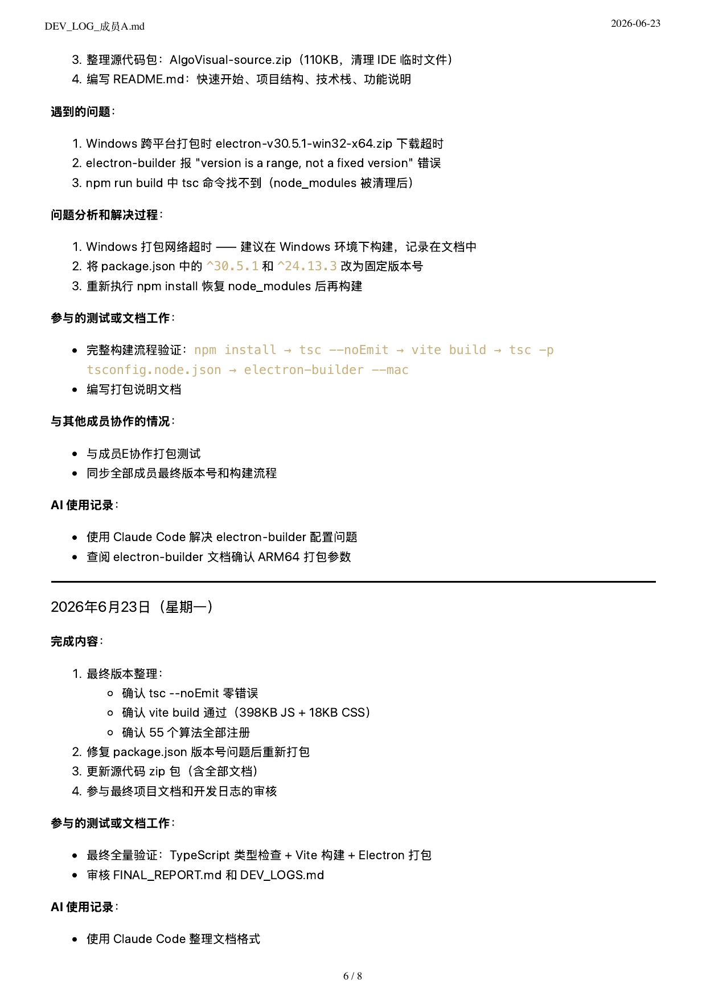 DEV_LOG_成员A.md
2026-06-23
3. 整理源代码包：AlgoVisual-source.zip（110KB，清理 IDE 临时文件）
4. 编写 README.md：快速开始、项目结构、技术栈、功能说明
遇到的问题：
1. Windows 跨平台打包时 electron-v30.5.1-win32-x64.zip 下载超时
2. electron-builder 报 "version is a range, not a fixed version" 错误
3. npm run build 中 tsc 命令找不到（node_modules 被清理后）
问题分析和解决过程：
1. Windows 打包网络超时 —— 建议在 Windows 环境下构建，记录在文档中
2. 将 package.json 中的 ^30.5.1 和 ^24.13.3 改为固定版本号
3. 重新执行 npm install 恢复 node_modules 后再构建
参与的测试或文档工作：
• 完整构建流程验证：npm install → tsc --noEmit → vite build → tsc -p
tsconfig.node.json → electron-builder --mac
• 编写打包说明文档
与其他成员协作的情况：
• 与成员E协作打包测试
• 同步全部成员最终版本号和构建流程
AI 使用记录：
• 使用 Claude Code 解决 electron-builder 配置问题
• 查阅 electron-builder 文档确认 ARM64 打包参数
2026年6月23日（星期一）
完成内容：
1. 最终版本整理：
◦ 确认 tsc --noEmit 零错误
◦ 确认 vite build 通过（398KB JS + 18KB CSS）
◦ 确认 55 个算法全部注册
2. 修复 package.json 版本号问题后重新打包
3. 更新源代码 zip 包（含全部文档）
4. 参与最终项目文档和开发日志的审核
参与的测试或文档工作：
• 最终全量验证：TypeScript 类型检查 + Vite 构建 + Electron 打包
• 审核 FINAL_REPORT.md 和 DEV_LOGS.md
AI 使用记录：
• 使用 Claude Code 整理文档格式
6 / 8